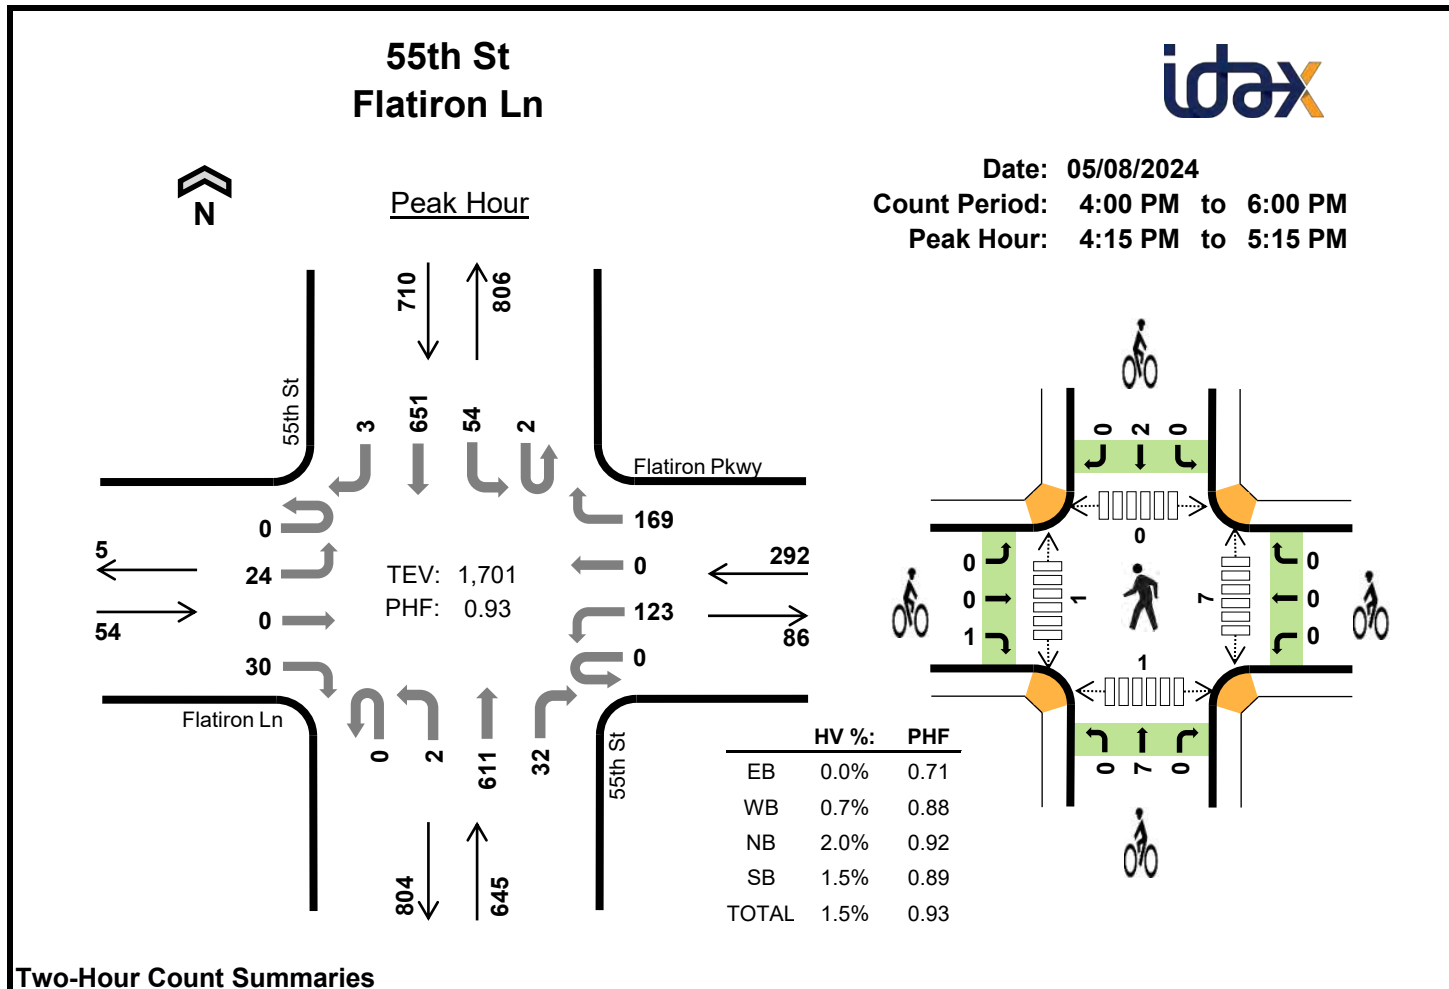 55th St
Flatiron Ln
idax
Date: 05/08/2024
Count Period: 4:00 PM to 6:00 PM
Peak Hour: 4:15 PM to 5:15 PM
N
Peak Hour
710
806
55th St
3
651
54
2
Flatiron Pkwy
0
24
0
30
5
54
TEV: 1,701
PHF: 0.93
169
0
123
0
292
86
Flatiron Ln
0
2
611
32
55th St
804
645
HV %: PHF
EB 0.0% 0.71
WB 0.7% 0.88
NB 2.0% 0.92
SB 1.5% 0.89
TOTAL 1.5% 0.93
0 2 0
0
0
0
1
1
7
0
0
0
1
0 7 0
Two-Hour Count Summaries